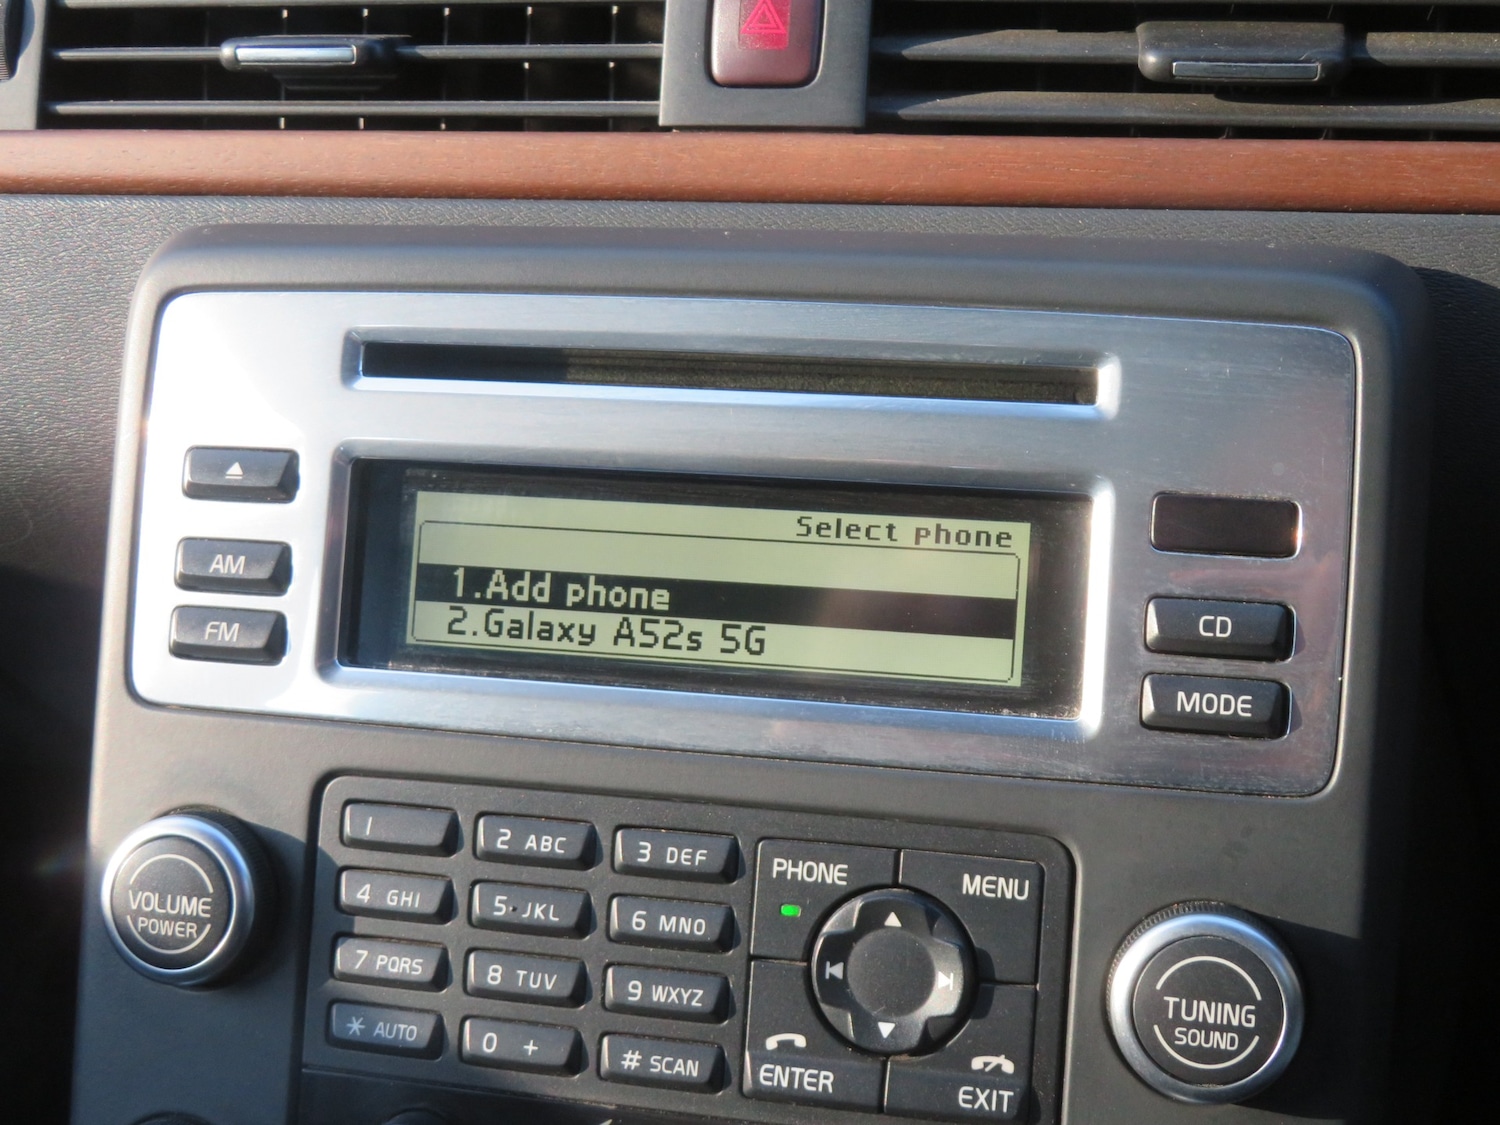 Select phone
1.Add phone
2.Galaxy A52s 5G
AM
FM
CD
MODE
VOLUME
POWER
1
2 ABC
3 DEF
4 GHI
5 JKL
6 MNO
7 PQRS
8 TUV
9 WXYZ
* AUTO
0 +
# SCAN
PHONE
MENU
ENTER
EXIT
TUNING
SOUND